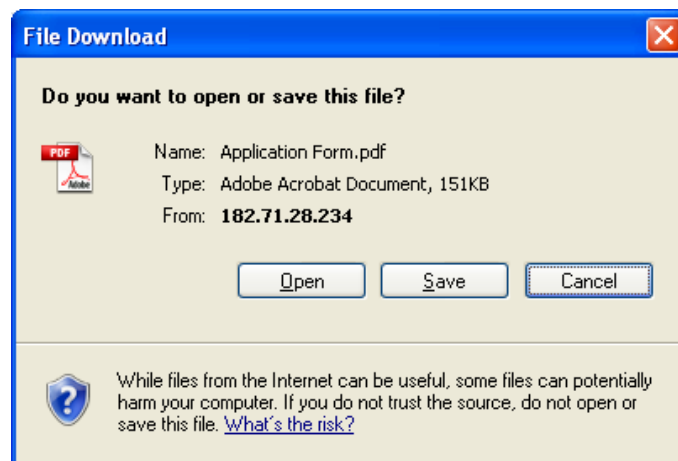 File Download
Do you want to open or save this file?
PDF
Adobe
Name: Application Form.pdf
Type: Adobe Acrobat Document, 151KB
From: 182.71.28.234
Open Save Cancel
While files from the Internet can be useful, some files can potentially
harm your computer. If you do not trust the source, do not open or
save this file. What's the risk?